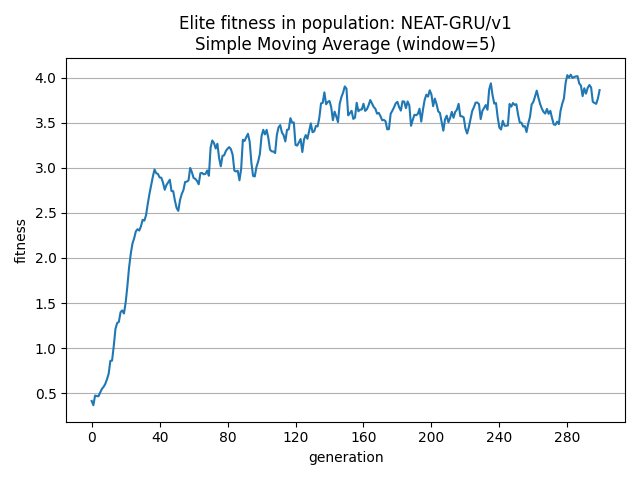 Elite fitness in population: NEAT-GRU/v1
Simple Moving Average (window=5)
4.0
3.5
3.0
2.5
2.0
1.5
1.0
0.5
fitness
0 40 80 120 160 200 240 280
generation